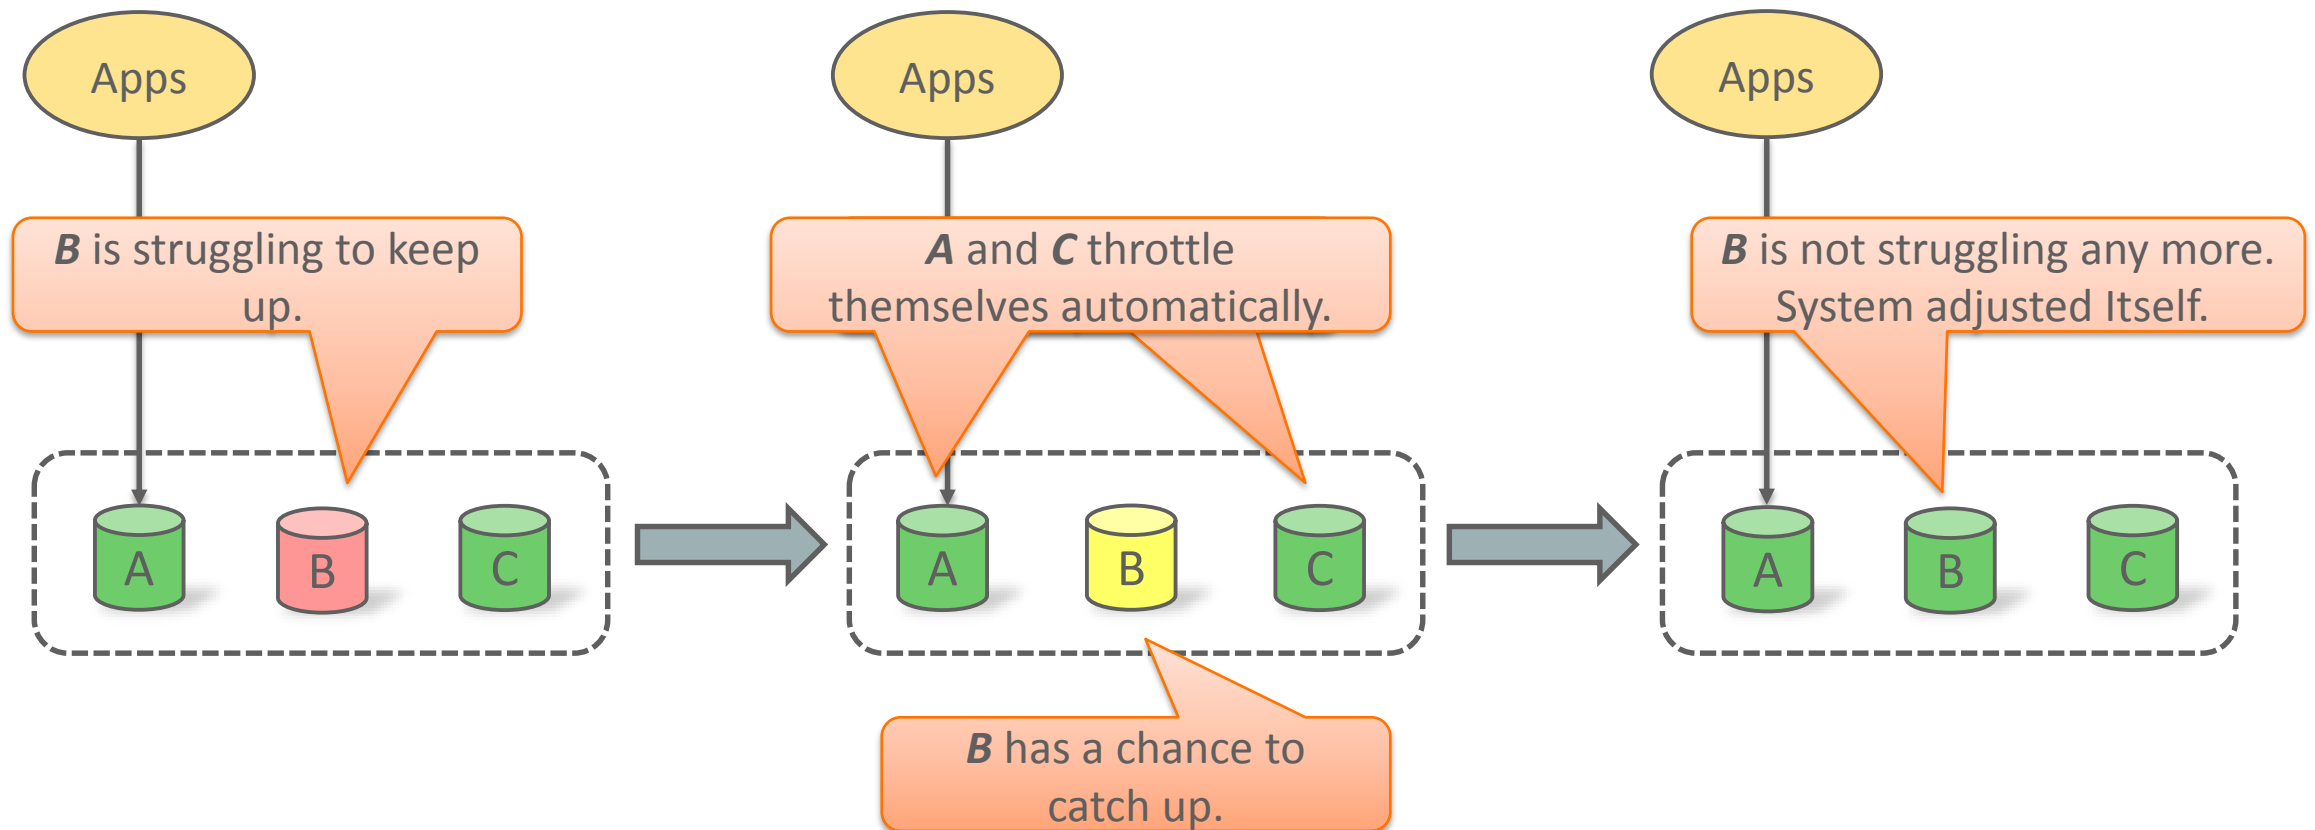 Apps
B is struggling to keep
up.
A
B
C
Apps
A and C throttle
themselves automatically.
A
B
C
B has a chance to
catch up.
Apps
B is not struggling any more.
System adjusted Itself.
A
B
C